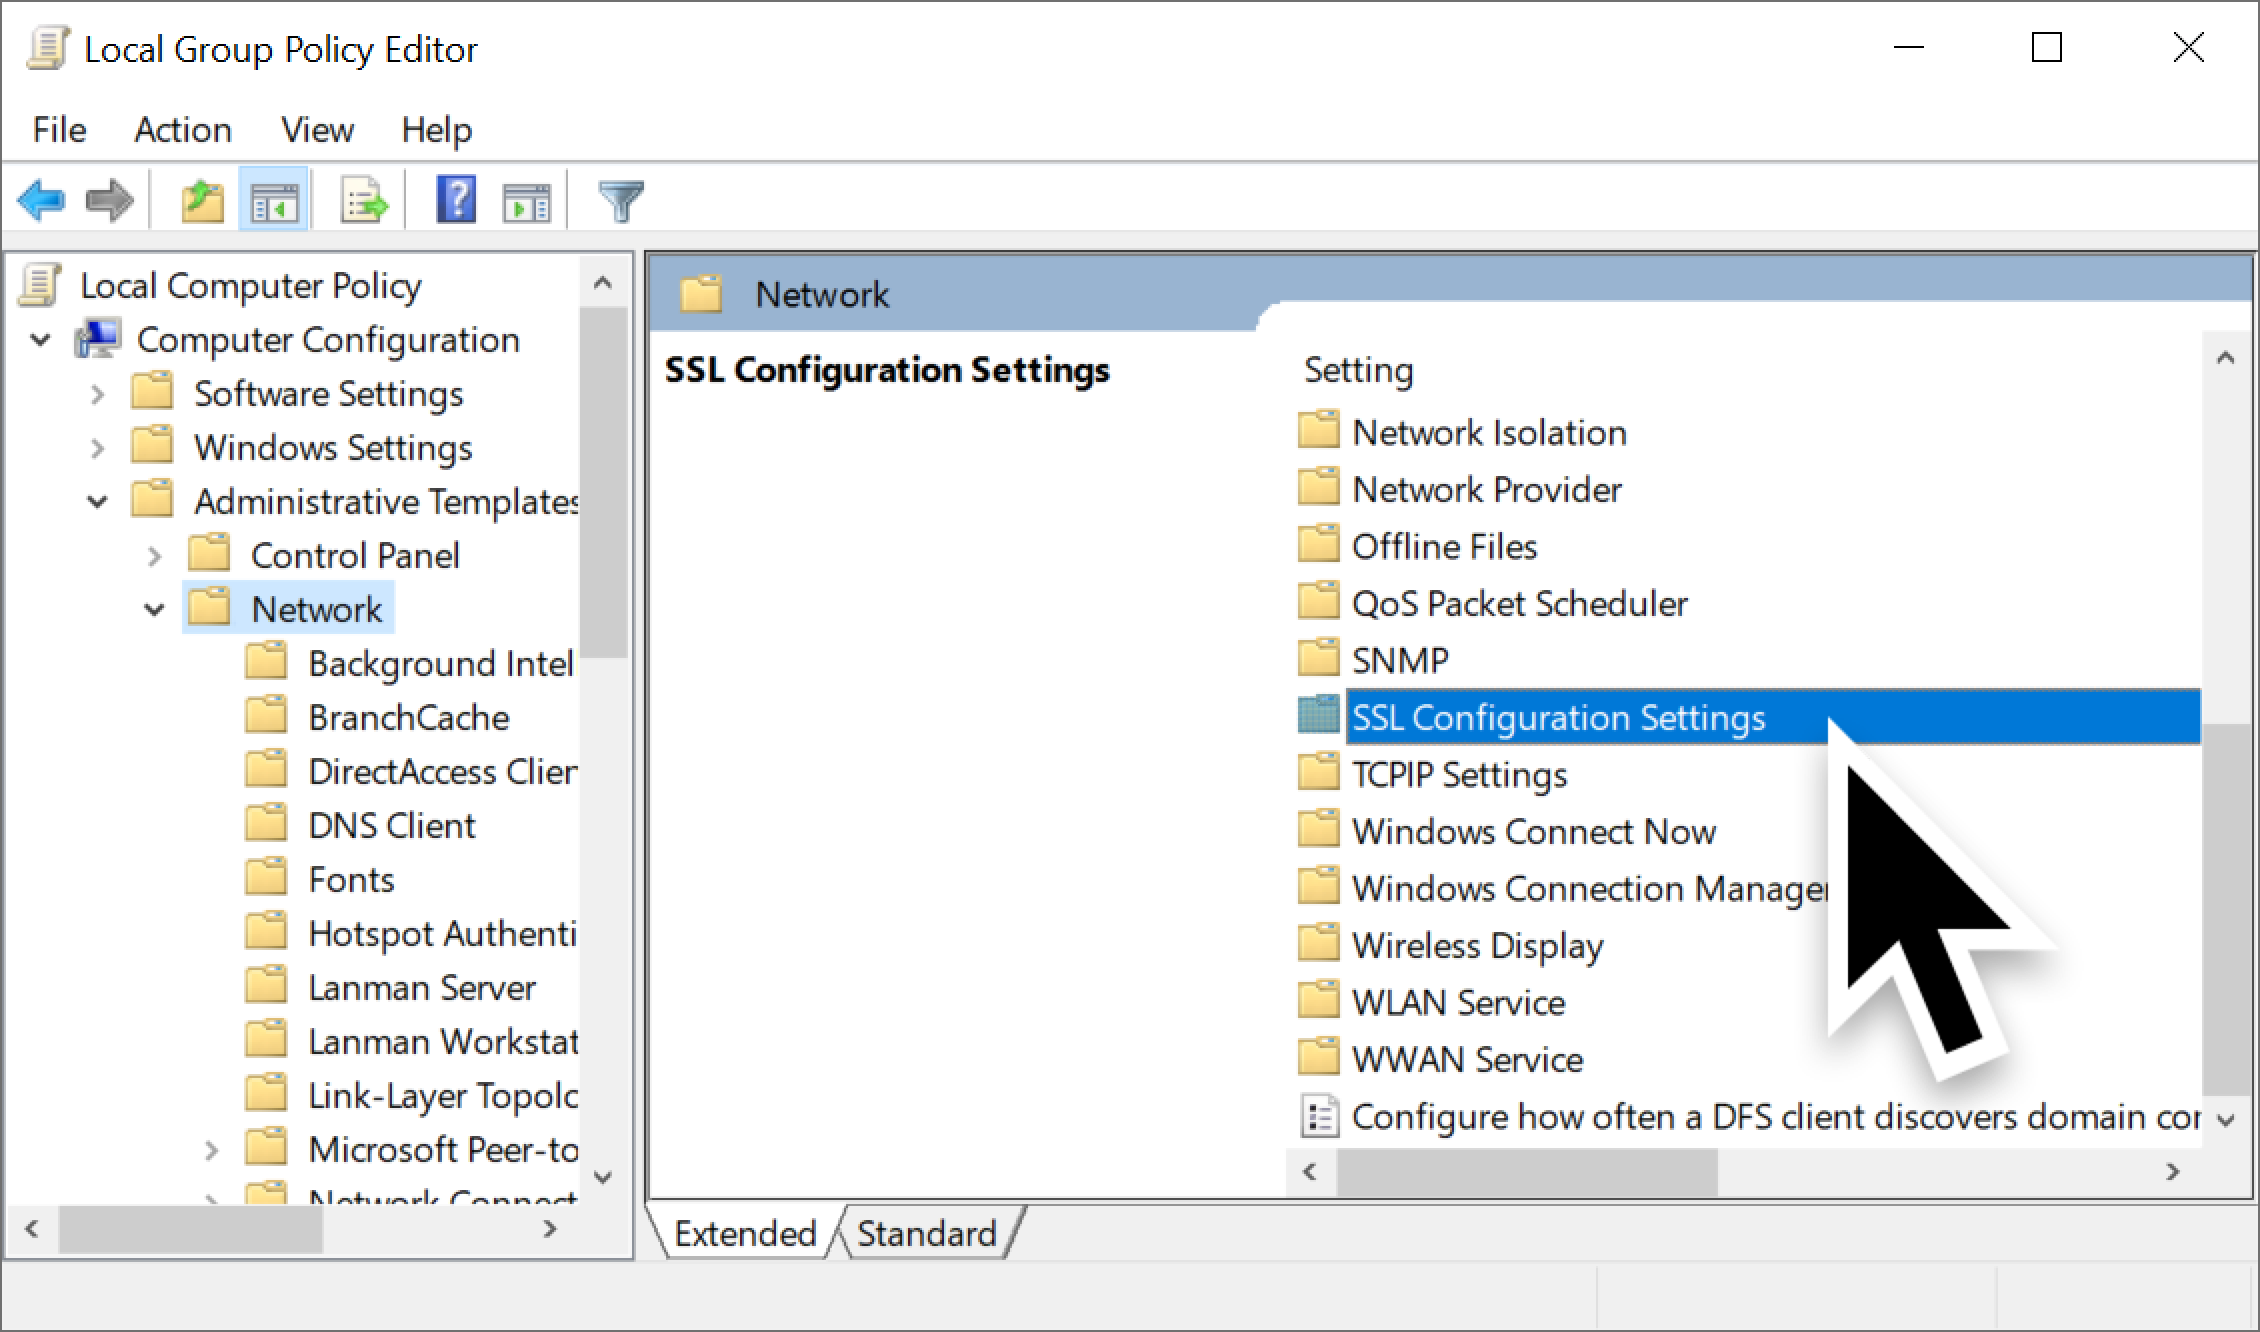 Local Group Policy Editor
File Action View Help
Local Computer Policy
Computer Configuration
Software Settings
Windows Settings
Administrative Templates
Control Panel
Network
Background Intel
BranchCache
DirectAccess Clien
DNS Client
Fonts
Hotspot Authenti
Lanman Server
Lanman Workstat
Link-Layer Topolo
Microsoft Peer-to
Network Connect
Network
SSL Configuration Settings
Setting
Network Isolation
Network Provider
Offline Files
QoS Packet Scheduler
SNMP
SSL Configuration Settings
TCPIP Settings
Windows Connect Now
Windows Connection Manager
Wireless Display
WLAN Service
WWAN Service
Configure how often a DFS client discovers domain cor
Extended Standard